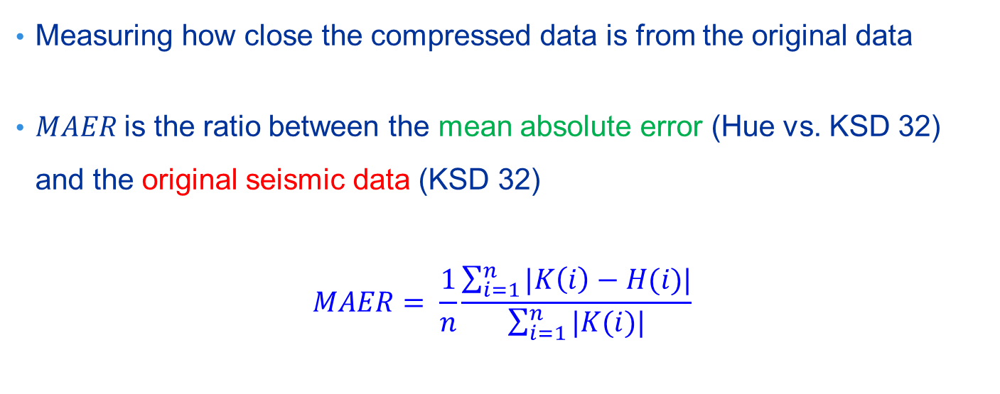 • Measuring how close the compressed data is from the original data
• MAER is the ratio between the mean absolute error (Hue vs. KSD 32)
and the original seismic data (KSD 32)
MAER = \frac{1}{n}\frac{\sum_{i=1}^{n}|K(i) − H(i)|}{\sum_{i=1}^{n}|K(i)|}